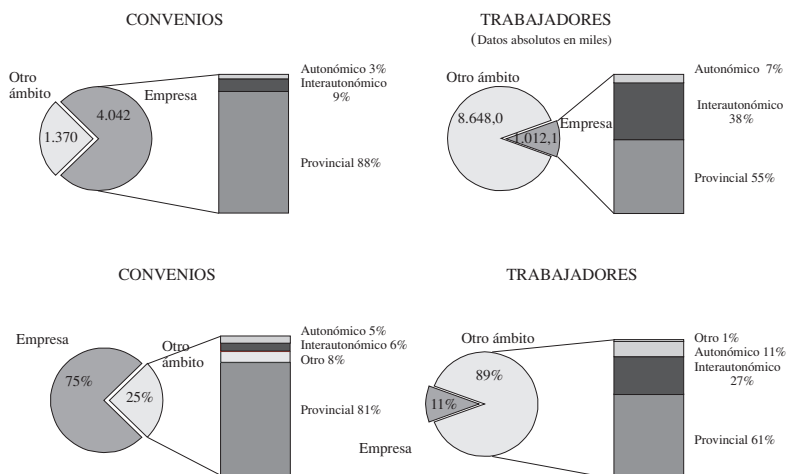 CONVENIOS
Otro
ámbito
Empresa
4.042
1.370
Autonómico 3%
Interautonómico
9%
Provincial 88%
TRABAJADORES
(Datos absolutos en miles)
Otro ámbito
8.648,0
Empresa
1.012,1
Autonómico 7%
Interautonómico
38%
Provincial 55%
CONVENIOS
Empresa
75%
Otro
ámbito
25%
Autonómico 5%
Interautonómico 6%
Otro 8%
Provincial 81%
TRABAJADORES
Otro ámbito
89%
11%
Empresa
Otro 1%
Autonómico 11%
Interautonómico
27%
Provincial 61%